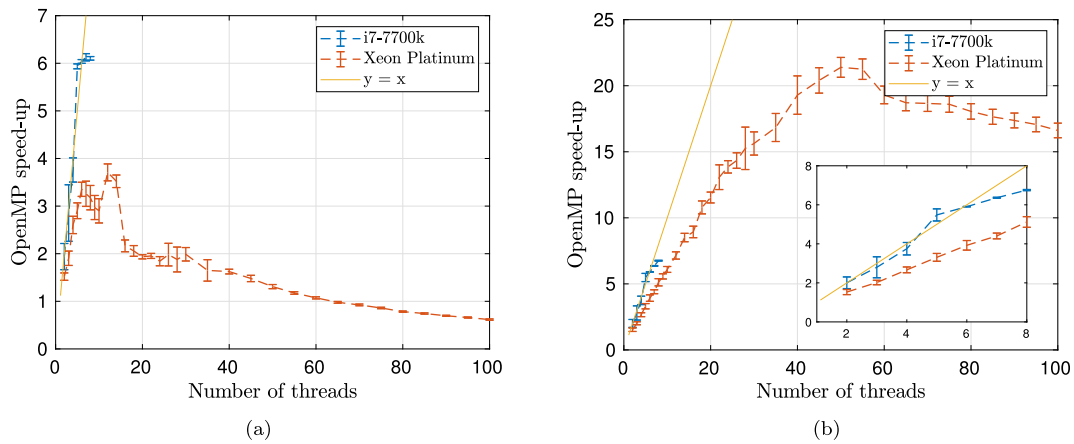 7
6
5
4
3
2
1
0
OpenMP speed-up
0
20
40
60
80
100
Number of threads
i7-7700k
Xeon Platinum
y = x
(a)
25
20
15
10
5
0
OpenMP speed-up
0
20
40
60
80
100
Number of threads
i7-7700k
Xeon Platinum
y = x
8
6
4
2
0
2
4
6
8
(b)